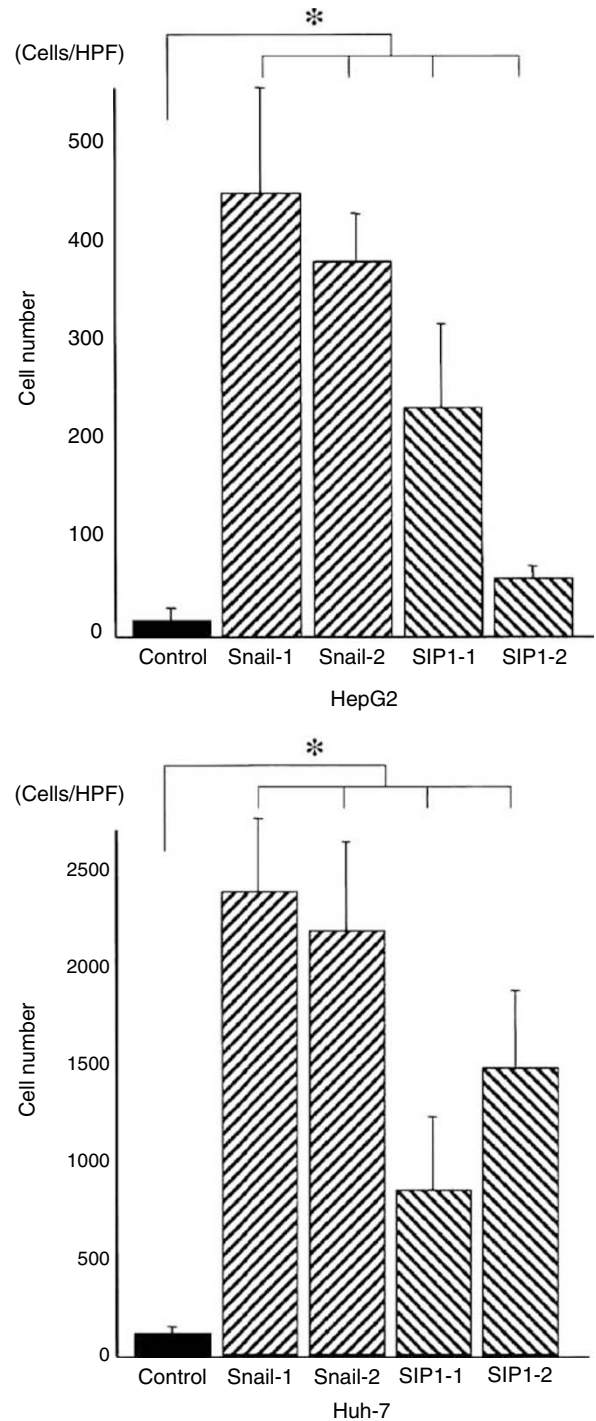 *
(Cells/HPF)
500
400
300
200
100
0
Cell number
Control Snail-1 Snail-2 SIP1-1 SIP1-2
HepG2
*
(Cells/HPF)
2500
2000
1500
1000
500
0
Cell number
Control Snail-1 Snail-2 SIP1-1 SIP1-2
Huh-7